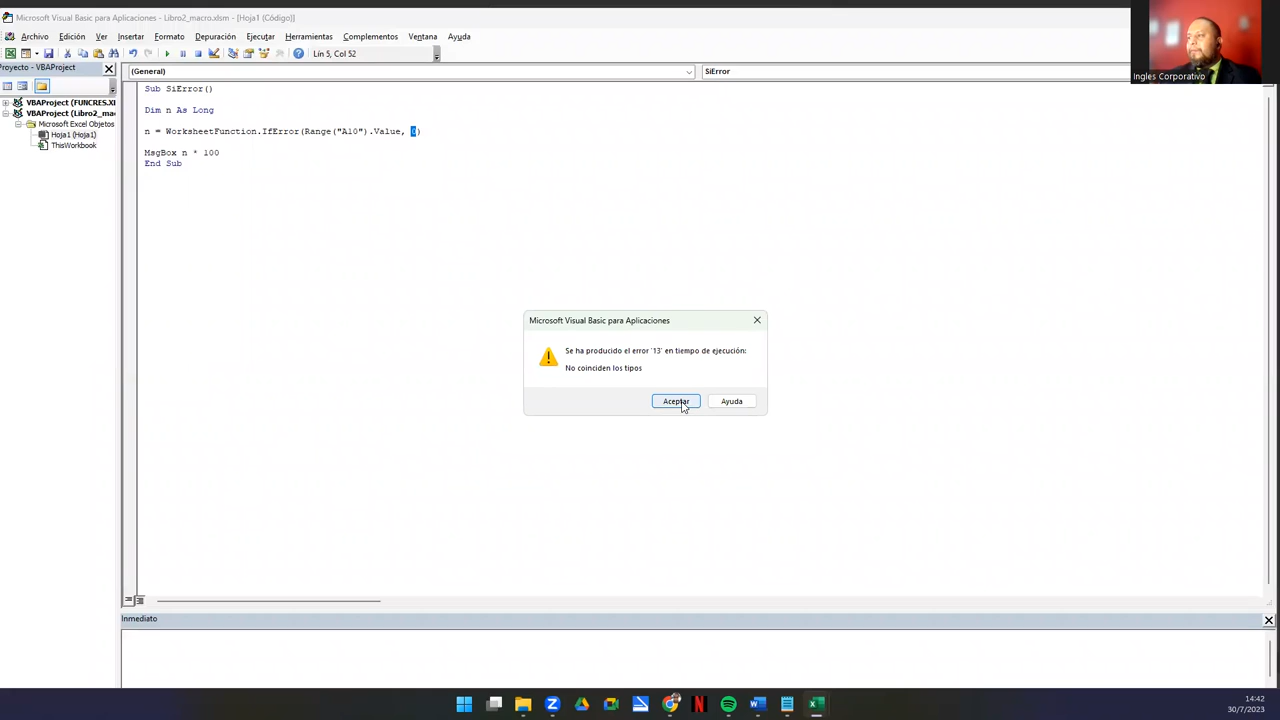 Microsoft Visual Basic para Aplicaciones - Libro2_macro.xlsm - [Hoja1 (Código)]
Archivo Edición Ver Insertar Formato Depuración Ejecutar Herramientas Complementos Ventana Ayuda
Lín 5, Col 52
Ingles Corporativo
Proyecto - VBAProject
(General)
SiError
VBAProject (FUNCRES.XL
VBAProject (Libro2_mac
Microsoft Excel Objetos
Hoja1 (Hoja1)
ThisWorkbook
Sub SiError()
Dim n As Long
n = WorksheetFunction.IfError(Range("A10").Value, 0)
MsgBox n * 100
End Sub
Microsoft Visual Basic para Aplicaciones
Se ha producido el error '13' en tiempo de ejecución:
No coinciden los tipos
Aceptar
Ayuda
Inmediato
14:42
30/7/2023